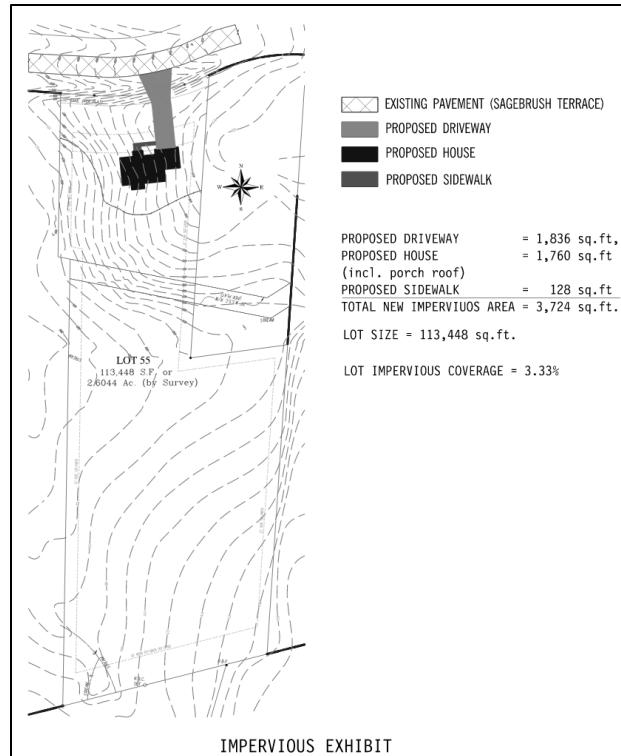 EXISTING PAVEMENT (SAGEBRUSH TERRACE)
PROPOSED DRIVEWAY
PROPOSED HOUSE
PROPOSED SIDEWALK
N
W E
S
PROPOSED DRIVEWAY = 1,836 sq.ft,
PROPOSED HOUSE = 1,760 sq.ft
(incl. porch roof)
PROPOSED SIDEWALK = 128 sq.ft
TOTAL NEW IMPERVIUOS AREA = 3,724 sq.ft.
LOT SIZE = 113,448 sq.ft.
LOT IMPERVIOUS COVERAGE = 3.33%
LOT 55
113,448 S.F. or
2.6044 Ac. (by Survey)
IMPERVIOUS EXHIBIT